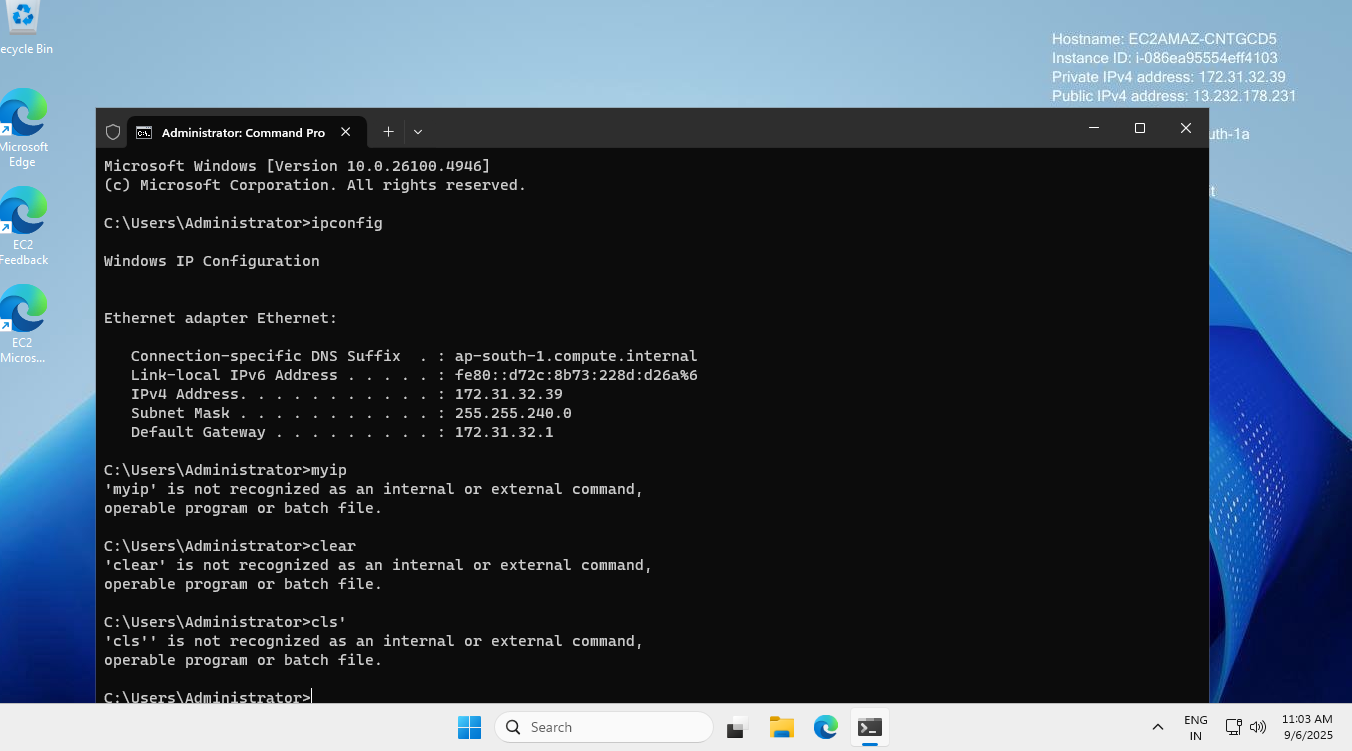 ecycle Bin
Microsoft
Edge
EC2
Feedback
EC2
Micros...
Hostname: EC2AMAZ-CNTGCD5
Instance ID: i-086ea95554eff4103
Private IPv4 address: 172.31.32.39
Public IPv4 address: 13.232.178.231
uth-1a
t
Administrator: Command Pro
Microsoft Windows [Version 10.0.26100.4946]
(c) Microsoft Corporation. All rights reserved.
C:\Users\Administrator>ipconfig
Windows IP Configuration
Ethernet adapter Ethernet:
Connection-specific DNS Suffix  . : ap-south-1.compute.internal
Link-local IPv6 Address . . . . . : fe80::d72c:8b73:228d:d26a%6
IPv4 Address. . . . . . . . . . . : 172.31.32.39
Subnet Mask . . . . . . . . . . . : 255.255.240.0
Default Gateway . . . . . . . . . : 172.31.32.1
C:\Users\Administrator>myip
'myip' is not recognized as an internal or external command,
operable program or batch file.
C:\Users\Administrator>clear
'clear' is not recognized as an internal or external command,
operable program or batch file.
C:\Users\Administrator>cls'
'cls'' is not recognized as an internal or external command,
operable program or batch file.
C:\Users\Administrator>
Search
ENG
IN
11:03 AM
9/6/2025